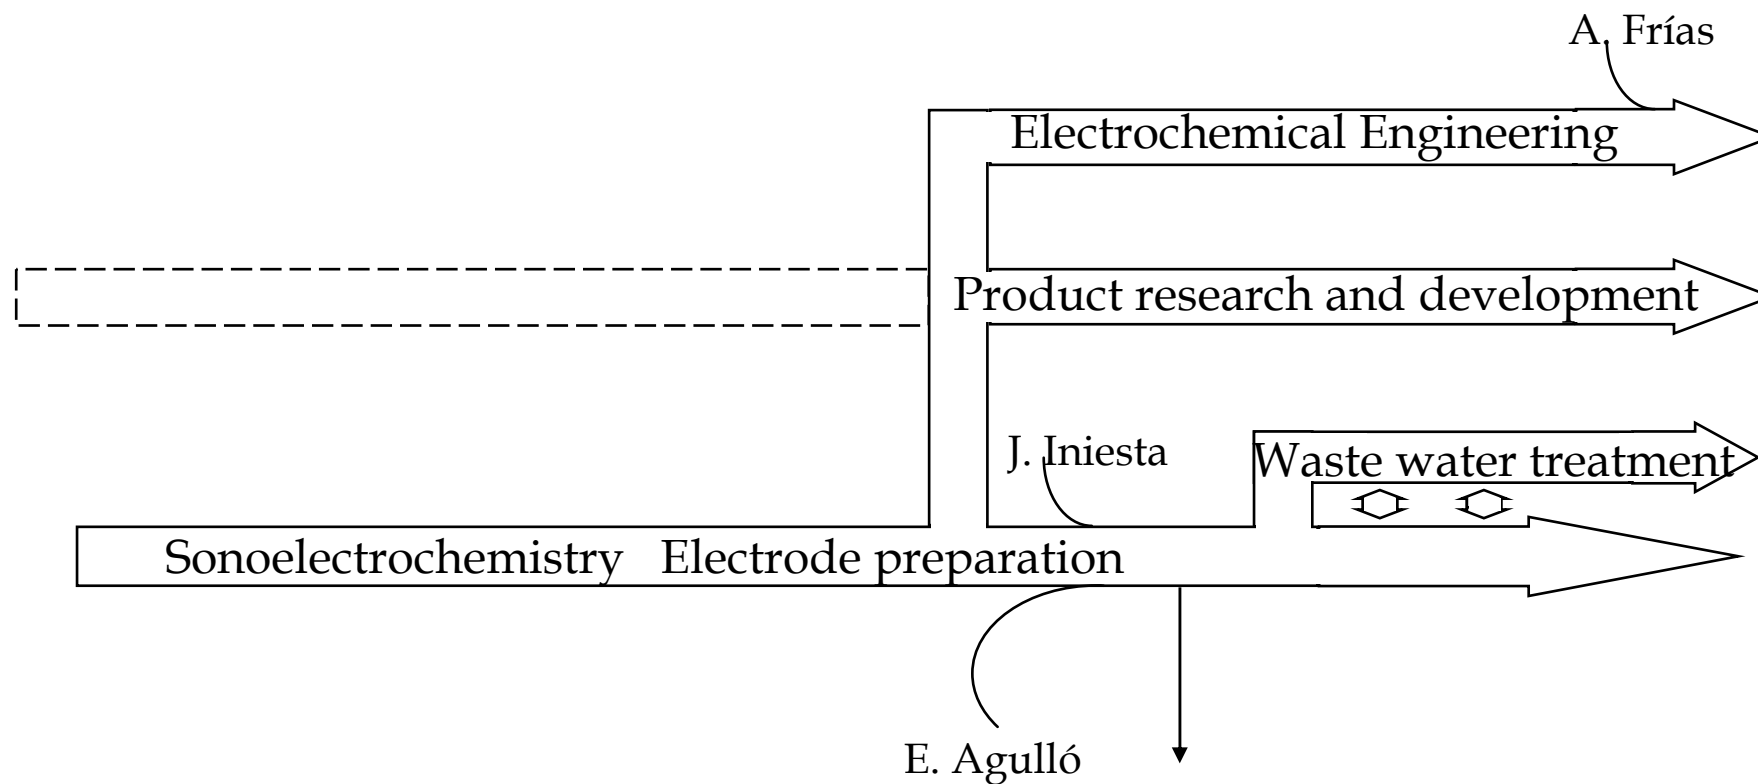 A. Frías
Electrochemical Engineering
Product research and development
J. Iniesta
Waste water treatment
Sonoelectrochemistry Electrode preparation
E. Agulló